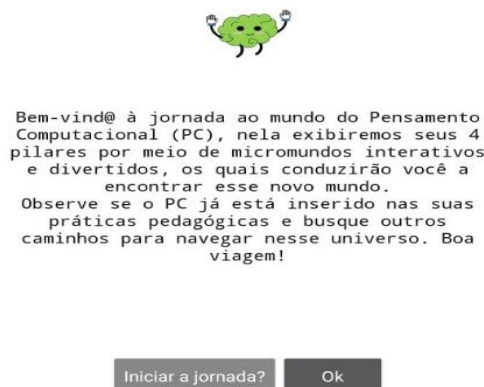 Bem-vind@ à jornada ao mundo do Pensamento
Computacional (PC), nela exibiremos seus 4
pilares por meio de micromundos interativos
e divertidos, os quais conduzirão você a
encontrar esse novo mundo.
Observe se o PC já está inserido nas suas
práticas pedagógicas e busque outros
caminhos para navegar nesse universo. Boa
viagem!
Iniciar a jornada?
Ok